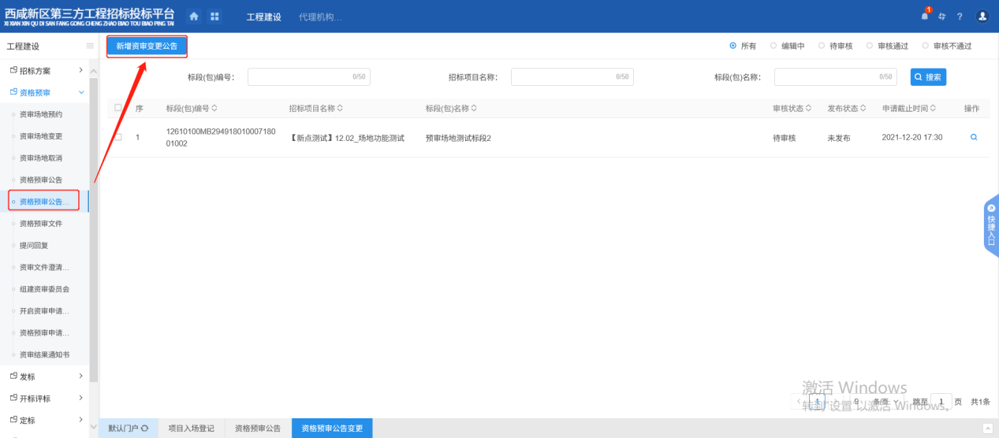 西咸新区第三方工程招标投标平台
XI XIAN XIN QU DI SAN FANG GONG CHENG ZHAO BIAO TOU BIAO PING TAI
工程建设
代理机构...
1
?
工程建设
新增资审变更公告
所有
编辑中
待审核
审核通过
审核不通过
招标方案
资格预审
资审场地预约
资审场地变更
资审场地取消
资格预审公告
资格预审公告...
资格预审文件
提问回复
资审文件澄清...
组建资审委员会
开启资审申请...
资格预审申请...
资审结果通知书
发标
开标评标
定标
标段(包)编号：
0/50
招标项目名称：
0/50
标段(包)名称：
0/50
搜索
序
标段(包)编号
招标项目名称
标段(包)名称
审核状态
发布状态
申请截止时间
操作
1
12610100MB294918010007180
01002
【新点测试】12.02_场地功能测试
预审场地测试标段2
待审核
未发布
2021-12-20 17:30
快捷入口
激活 Windows
转到"设置"以激活 Windows。
1
条/页
跳至
1
页
共1条
默认门户
项目入场登记
资格预审公告
资格预审公告变更